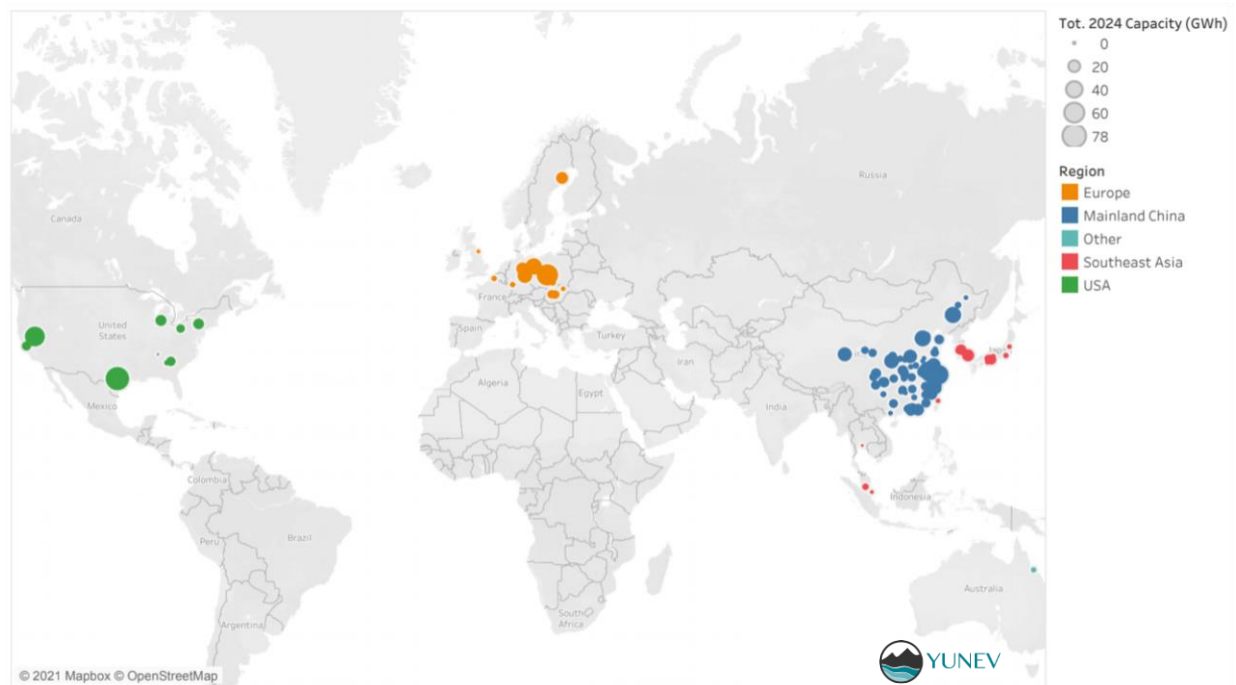 Tot. 2024 Capacity (GWh)
0
20
40
60
78
Region
Europe
Mainland China
Other
Southeast Asia
USA
Canada
United
States
Mexico
Colombia
Peru
Brazil
Argentina
France
Spain
Turkey
Algeria
Egypt
Iran
India
Russia
South
Africa
Indonesia
Australia
© 2021 Mapbox © OpenStreetMap
YUNEV